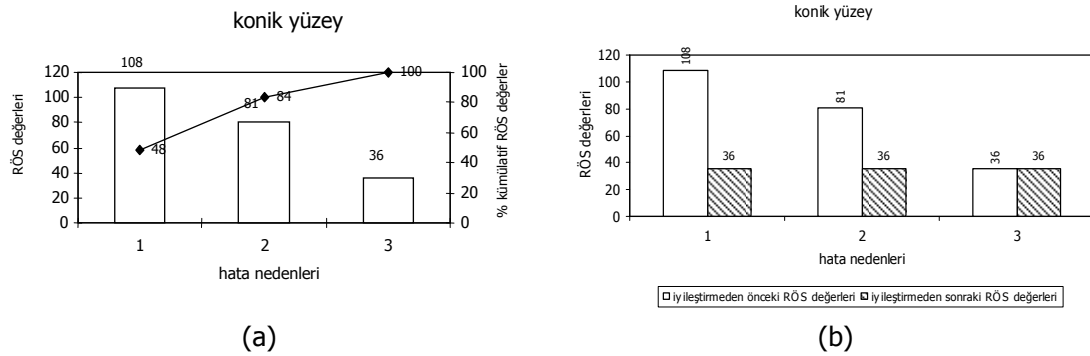 konik yüzey
108
100
81
84
48
36
120
100
80
60
40
20
0
100
80
60
40
20
0
RÖS değerleri
% kümülatif RÖS değerler
1 2 3
hata nedenleri
(a)
konik yüzey
120
100
80
60
40
20
0
RÖS değerleri
108
81
36 36 36 36
1 2 3
hata nedenleri
iyileştirmeden önceki RÖS değerleri iyileştirmeden sonraki RÖS değerleri
(b)